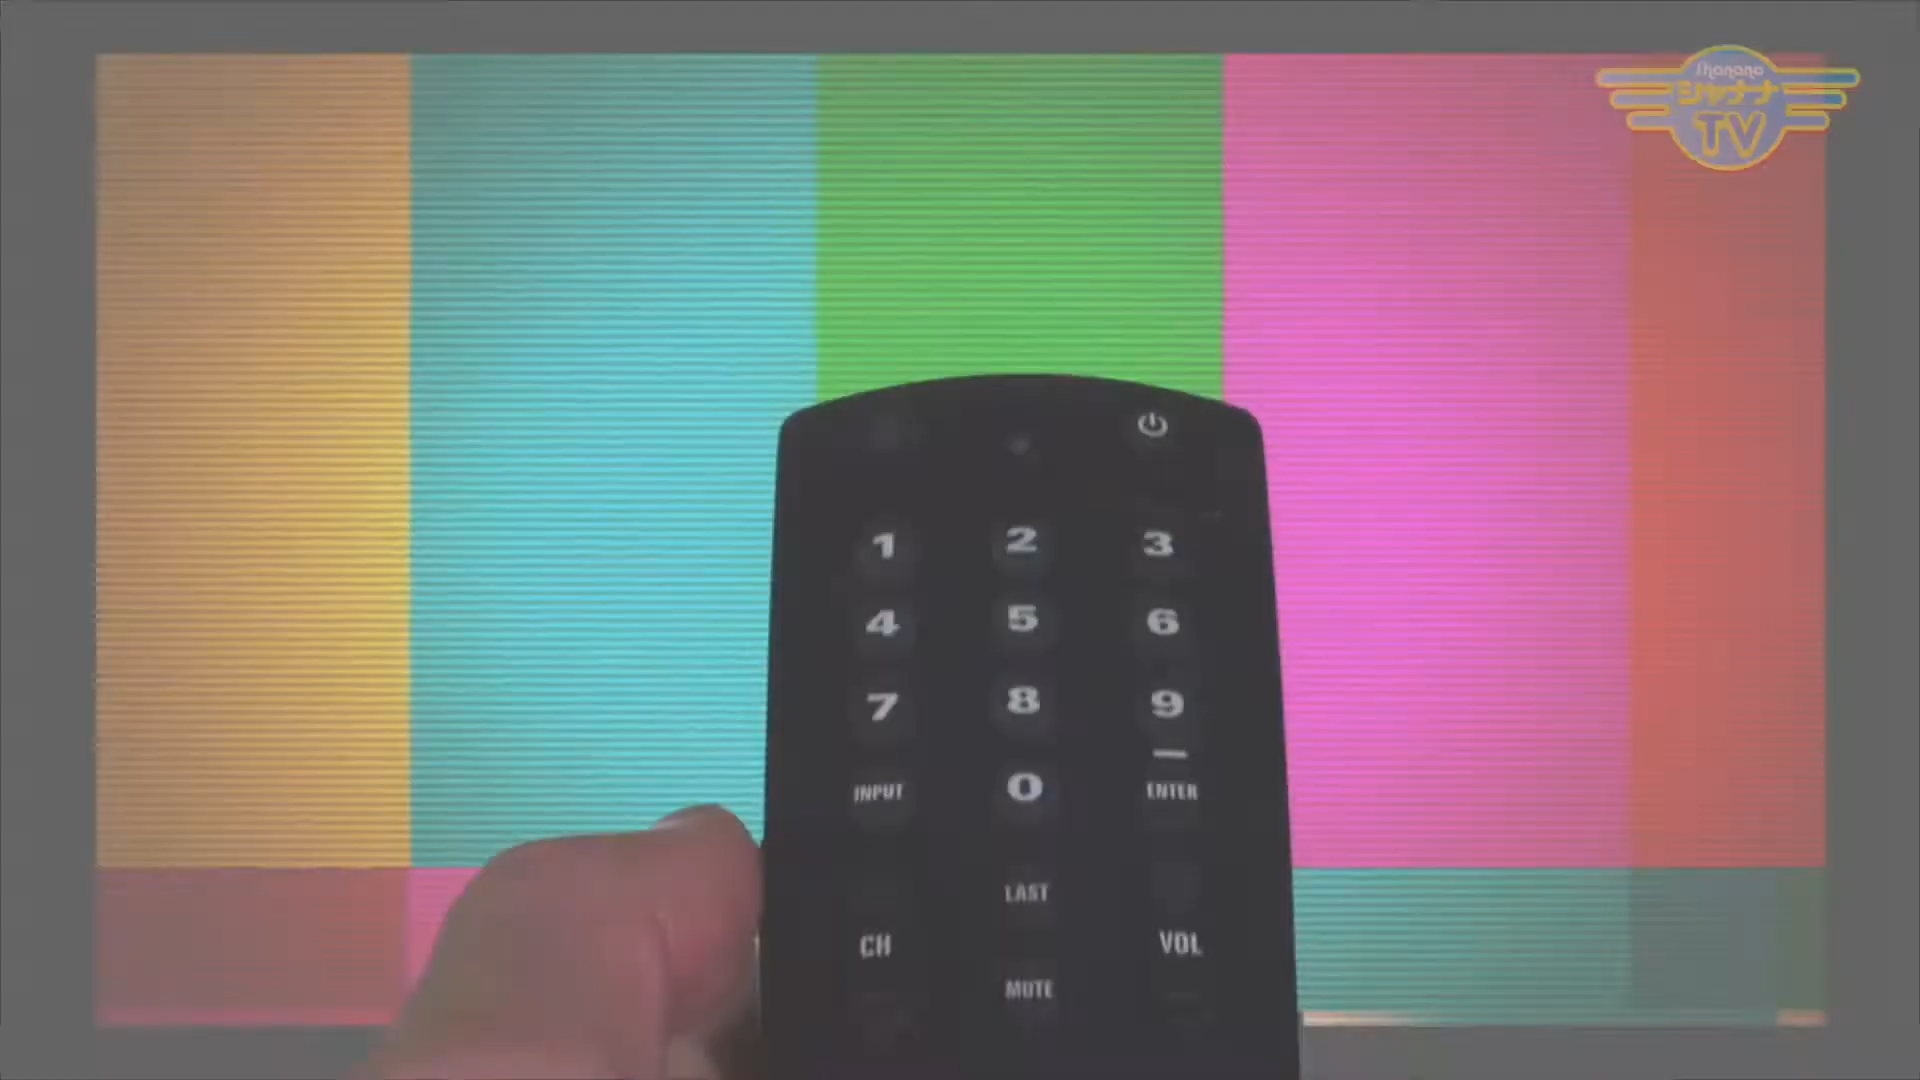 Shanana
シャナナ
TV
1 2 3
4 5 6
7 8 9
INPUT 0 ENTER
LAST
CH VOL
MUTE